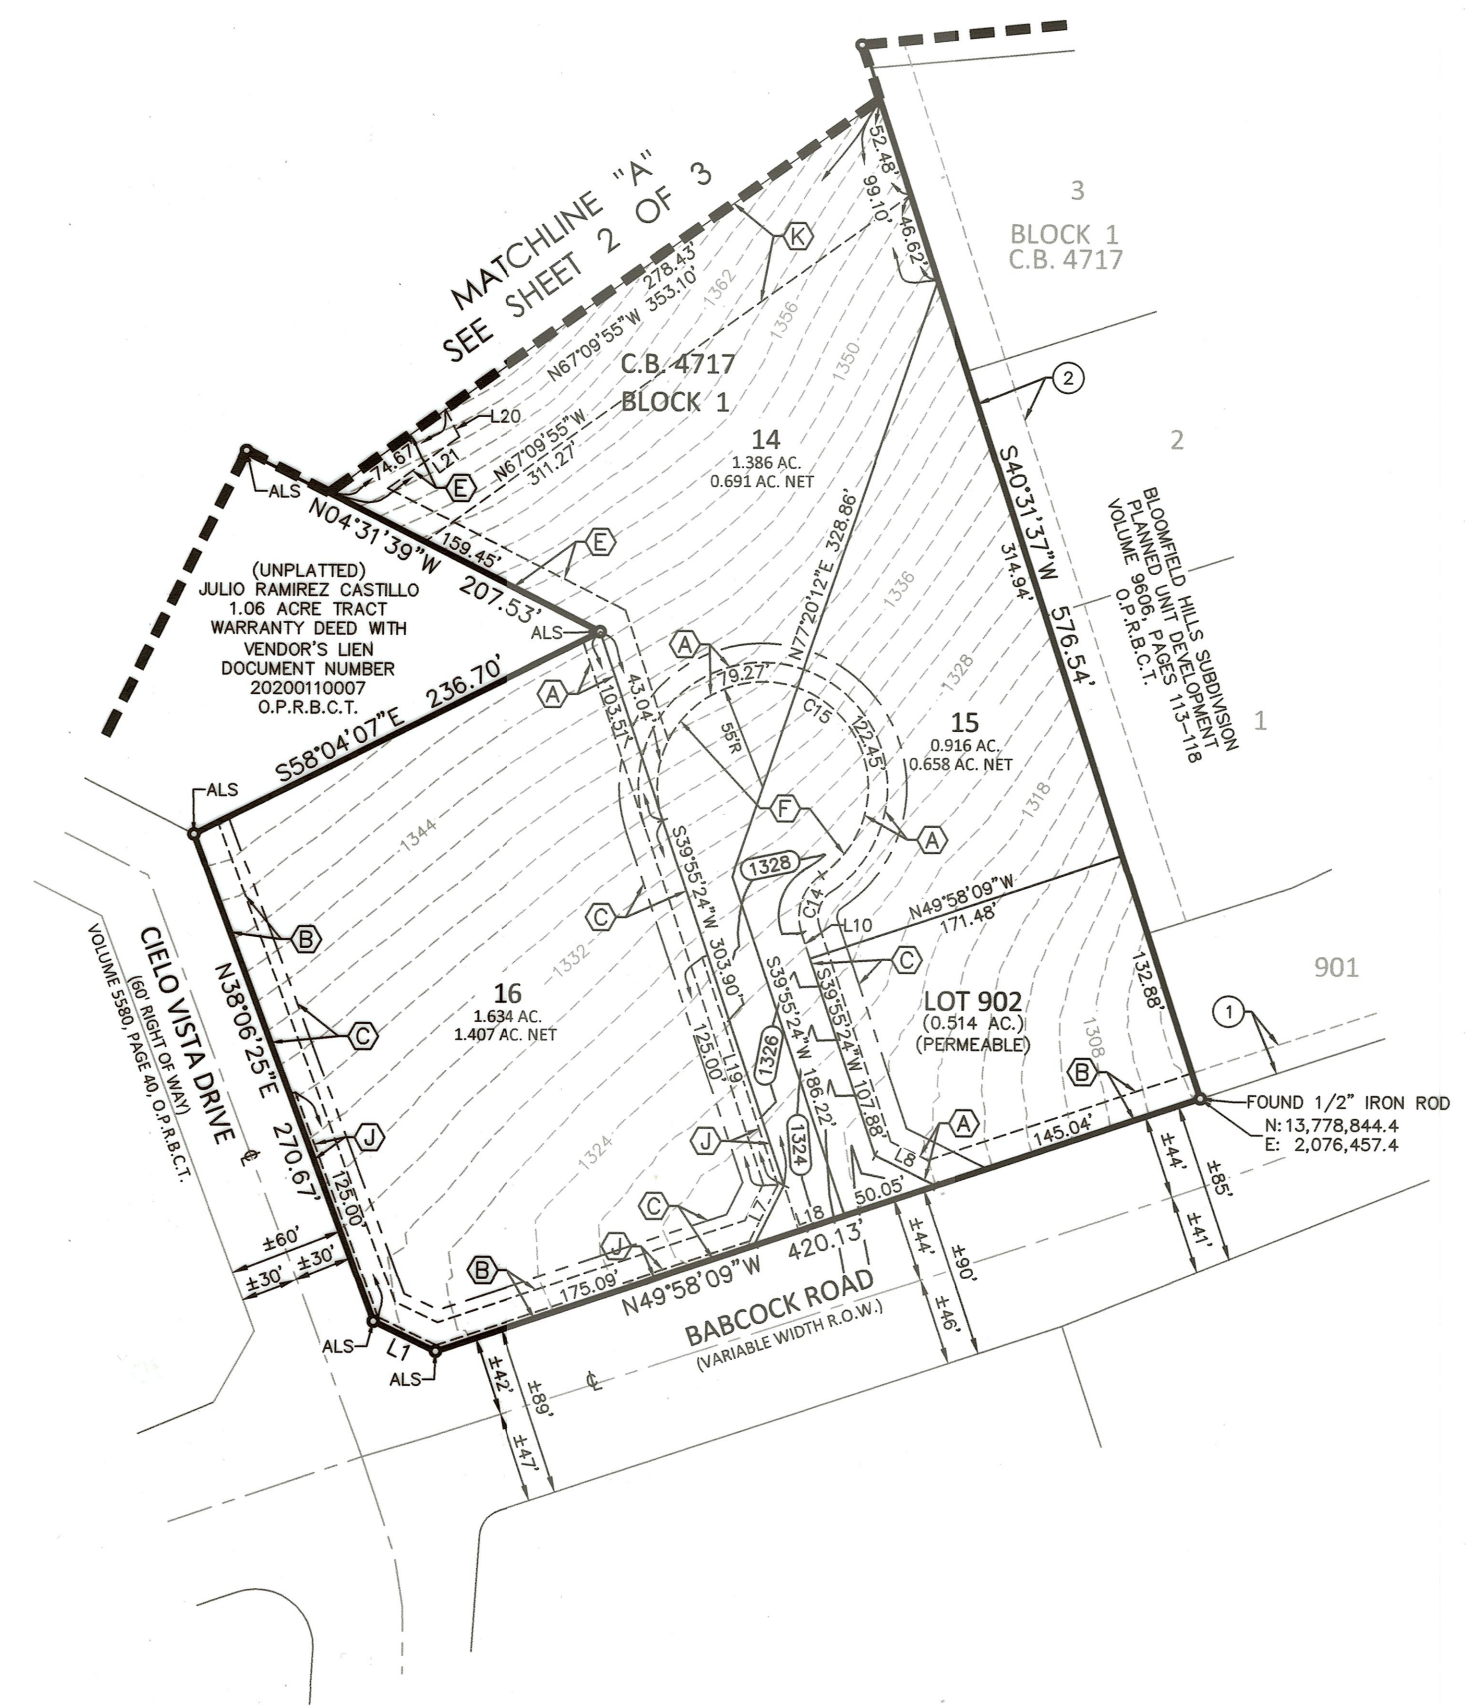 MATCHLINE "A"
SEE SHEET 2 OF 3
52.48'
99.10'
46.62'
3
BLOCK 1
C.B. 4717
K
278.43'
N67°09'55"W 353.10'
1362
1356
1350
C.B. 4717
BLOCK 1
2
L20
74.67'
L21
N67°09'55"W
311.27'
E
14
1.386 AC.
0.691 AC. NET
2
ALS
N04°31'39"W 207.53'
159.45'
E
N77°20'12"E 328.86'
S40°31'37"W 576.54'
314.94'
BLOOMFIELD HILLS SUBDIVISION
PLANNED UNIT DEVELOPMENT
VOLUME 9606, PAGES 113-118
O.P.R.B.C.T.
(UNPLATTED)
JULIO RAMIREZ CASTILLO
1.06 ACRE TRACT
WARRANTY DEED WITH
VENDOR'S LIEN
DOCUMENT NUMBER
20200110007
O.P.R.B.C.T.
ALS
1336
1328
A
A
103.51'
43.04'
79.27'
C15
122.45'
55'R
15
0.916 AC.
0.658 AC. NET
1
S58°04'07"E 236.70'
ALS
1344
F
A
1318
S39°55'24"W 303.90'
1328
C14
L10
N49°58'09"W
171.48'
C
C
B
1332
CIELO VISTA DRIVE
(60' RIGHT OF WAY)
VOLUME 5580, PAGE 40, O.P.R.B.C.T.
N38°06'25"E 270.67'
16
1.634 AC.
1.407 AC. NET
C
S39°55'24"W 186.22'
S39°55'24"W 107.88'
LOT 902
(0.514 AC.)
(PERMEABLE)
132.88'
901
1
1308
125.00'
L19
1326
B
FOUND 1/2" IRON ROD
N:13,778,844.4
E: 2,076,457.4
J
J
1324
1324
A
145.04'
L8
125.00'
C
L7
L18
50.05'
±44'
±85'
±41'
±60'
±30'
±30'
J
B
175.09'
N49°58'09"W 420.13'
BABCOCK ROAD
(VARIABLE WIDTH R.O.W.)
±44'
±90'
±46'
ALS
L1
ALS
±42'
±89'
±47'